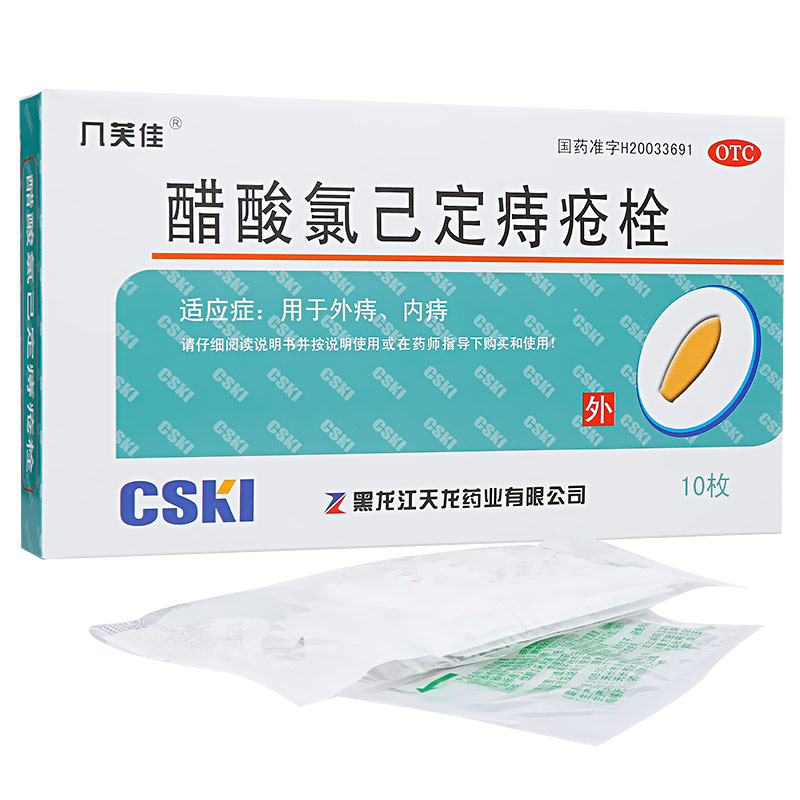 八芙佳®
国药准字H20033691 OTC
醋酸氯己定痔疮栓
适应症：用于外痔、内痔
请仔细阅读说明书并按说明使用或在药师指导下购买和使用！
外
CSKI
黑龙江天龙药业有限公司
10枚
醋酸氯己定痔疮栓